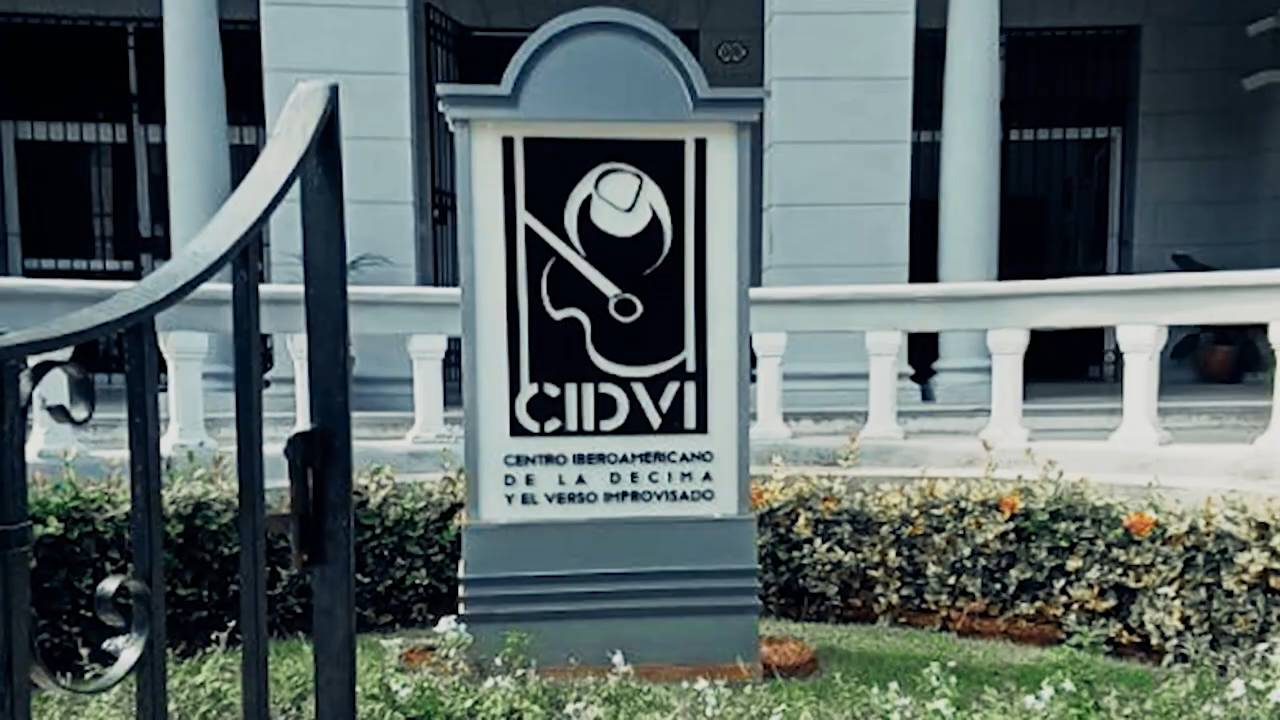 CIDVI
CENTRO IBEROAMERICANO
DE LA DECIMA
Y EL VERSO IMPROVISADO